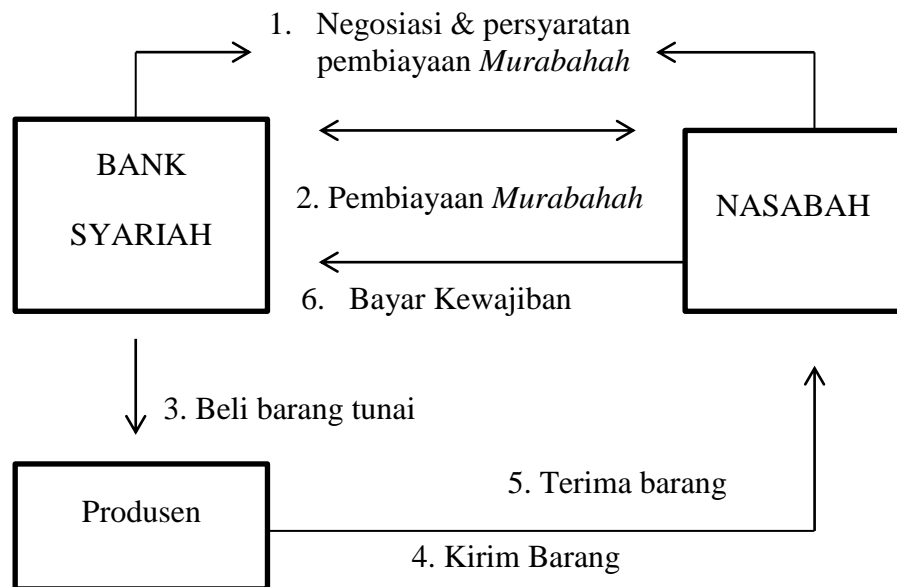 1. Negosiasi & persyaratan
pembiayaan Murabahah
BANK
SYARIAH
NASABAH
2. Pembiayaan Murabahah
6. Bayar Kewajiban
3. Beli barang tunai
Produsen
5. Terima barang
4. Kirim Barang